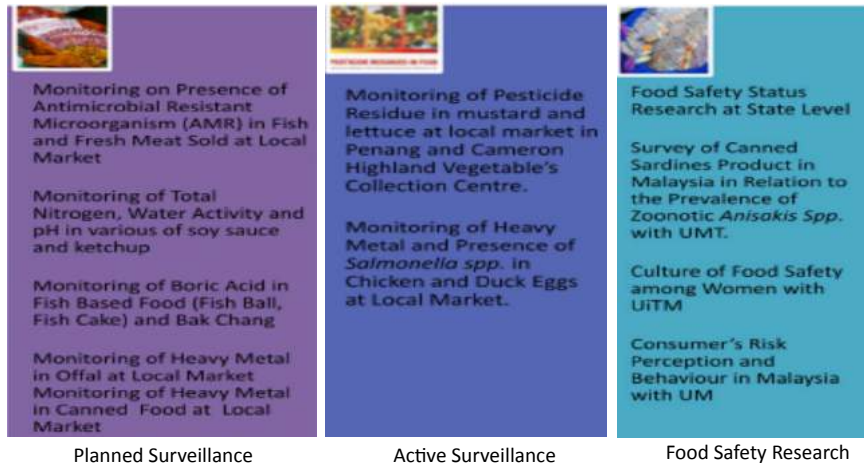 Monitoring on Presence of
Antimicrobial Resistant
Microorganism (AMR) in Fish
and Fresh Meat Sold at Local
Market
Monitoring of Total
Nitrogen, Water Activity and
pH in various of soy sauce
and ketchup
Monitoring of Boric Acid in
Fish Based Food (Fish Ball,
Fish Cake) and Bak Chang
Monitoring of Heavy Metal
in Offal at Local Market
Monitoring of Heavy Metal
in Canned Food at Local
Market
Planned Surveillance
PESTICIDE RESIDUES IN FOOD
Monitoring of Pesticide
Residue in mustard and
lettuce at local market in
Penang and Cameron
Highland Vegetable's
Collection Centre.
Monitoring of Heavy
Metal and Presence of
Salmonella spp. in
Chicken and Duck Eggs
at Local Market.
Active Surveillance
Food Safety Status
Research at State Level
Survey of Canned
Sardines Product in
Malaysia in Relation to
the Prevalence of
Zoonotic Anisakis Spp.
with UMT.
Culture of Food Safety
among Women with
UiTM
Consumer's Risk
Perception and
Behaviour in Malaysia
with UM
Food Safety Research